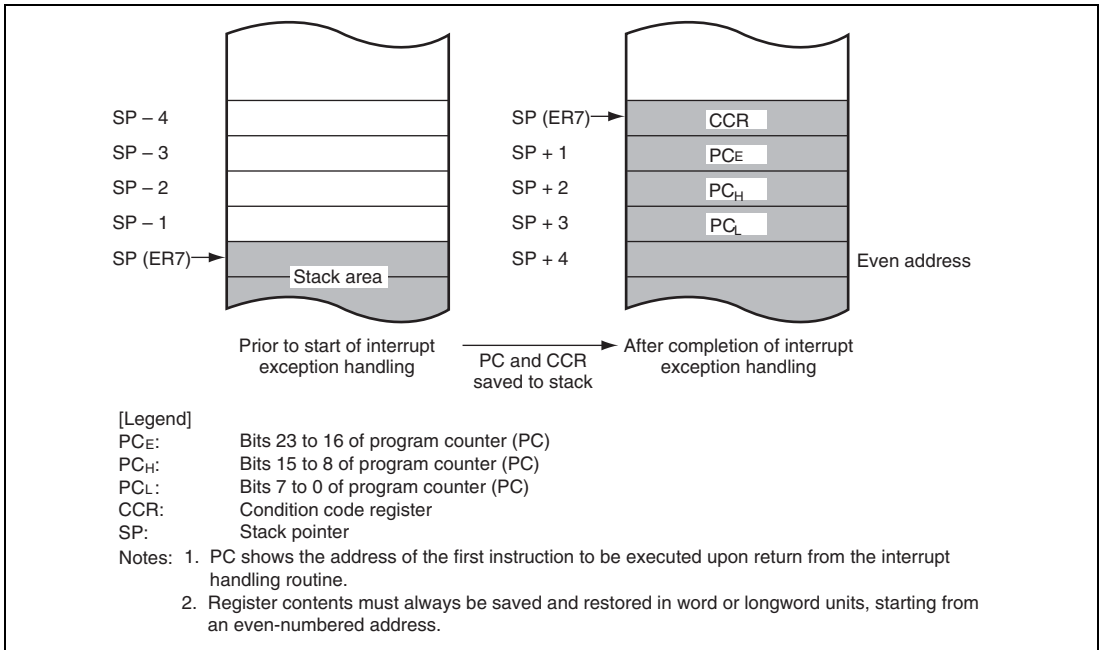 SP – 4
SP – 3
SP – 2
SP – 1
SP (ER7)
Stack area
SP (ER7)
SP + 1
SP + 2
SP + 3
SP + 4
CCR
PCE
PCH
PCL
Even address
Prior to start of interrupt
exception handling
PC and CCR
saved to stack
After completion of interrupt
exception handling
[Legend]
PCE: Bits 23 to 16 of program counter (PC)
PCH: Bits 15 to 8 of program counter (PC)
PCL: Bits 7 to 0 of program counter (PC)
CCR: Condition code register
SP: Stack pointer
Notes: 1. PC shows the address of the first instruction to be executed upon return from the interrupt
handling routine.
2. Register contents must always be saved and restored in word or longword units, starting from
an even-numbered address.